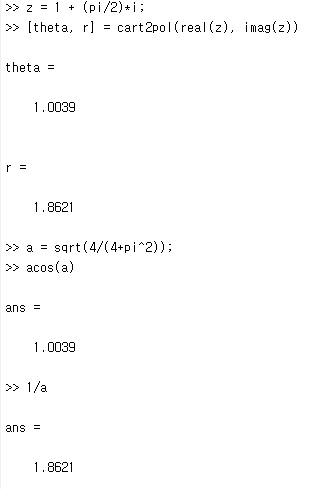 >> z = 1 + (pi/2)*i;
>> [theta, r] = cart2pol(real(z), imag(z))
theta =
1.0039
r =
1.8621
>> a = sqrt(4/(4+pi^2));
>> acos(a)
ans =
1.0039
>> 1/a
ans =
1.8621